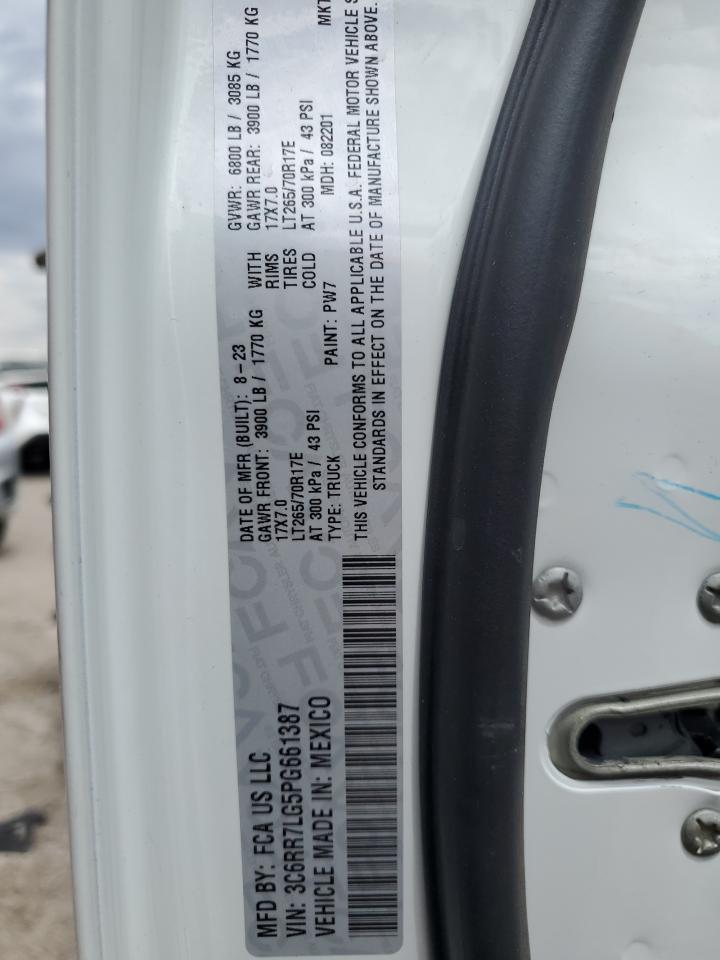 MFD BY: FCA US LLC
VIN: 3C6RR7LG5PG661387
VEHICLE MADE IN: MEXICO
DATE OF MFR (BUILT): 8-23 GVWR: 6800 LB / 3085 KG
GAWR FRONT: 3900 LB / 1770 KG WITH GAWR REAR: 3900 LB / 1770 KG
17X7.0 RIMS 17X7.0
LT265/70R17E TIRES LT265/70R17E
AT 300 kPa / 43 PSI COLD AT 300 kPa / 43 PSI
TYPE: TRUCK PAINT: PW7 MDH: 082201 MKT
THIS VEHICLE CONFORMS TO ALL APPLICABLE U.S.A. FEDERAL MOTOR VEHICLE S
STANDARDS IN EFFECT ON THE DATE OF MANUFACTURE SHOWN ABOVE.